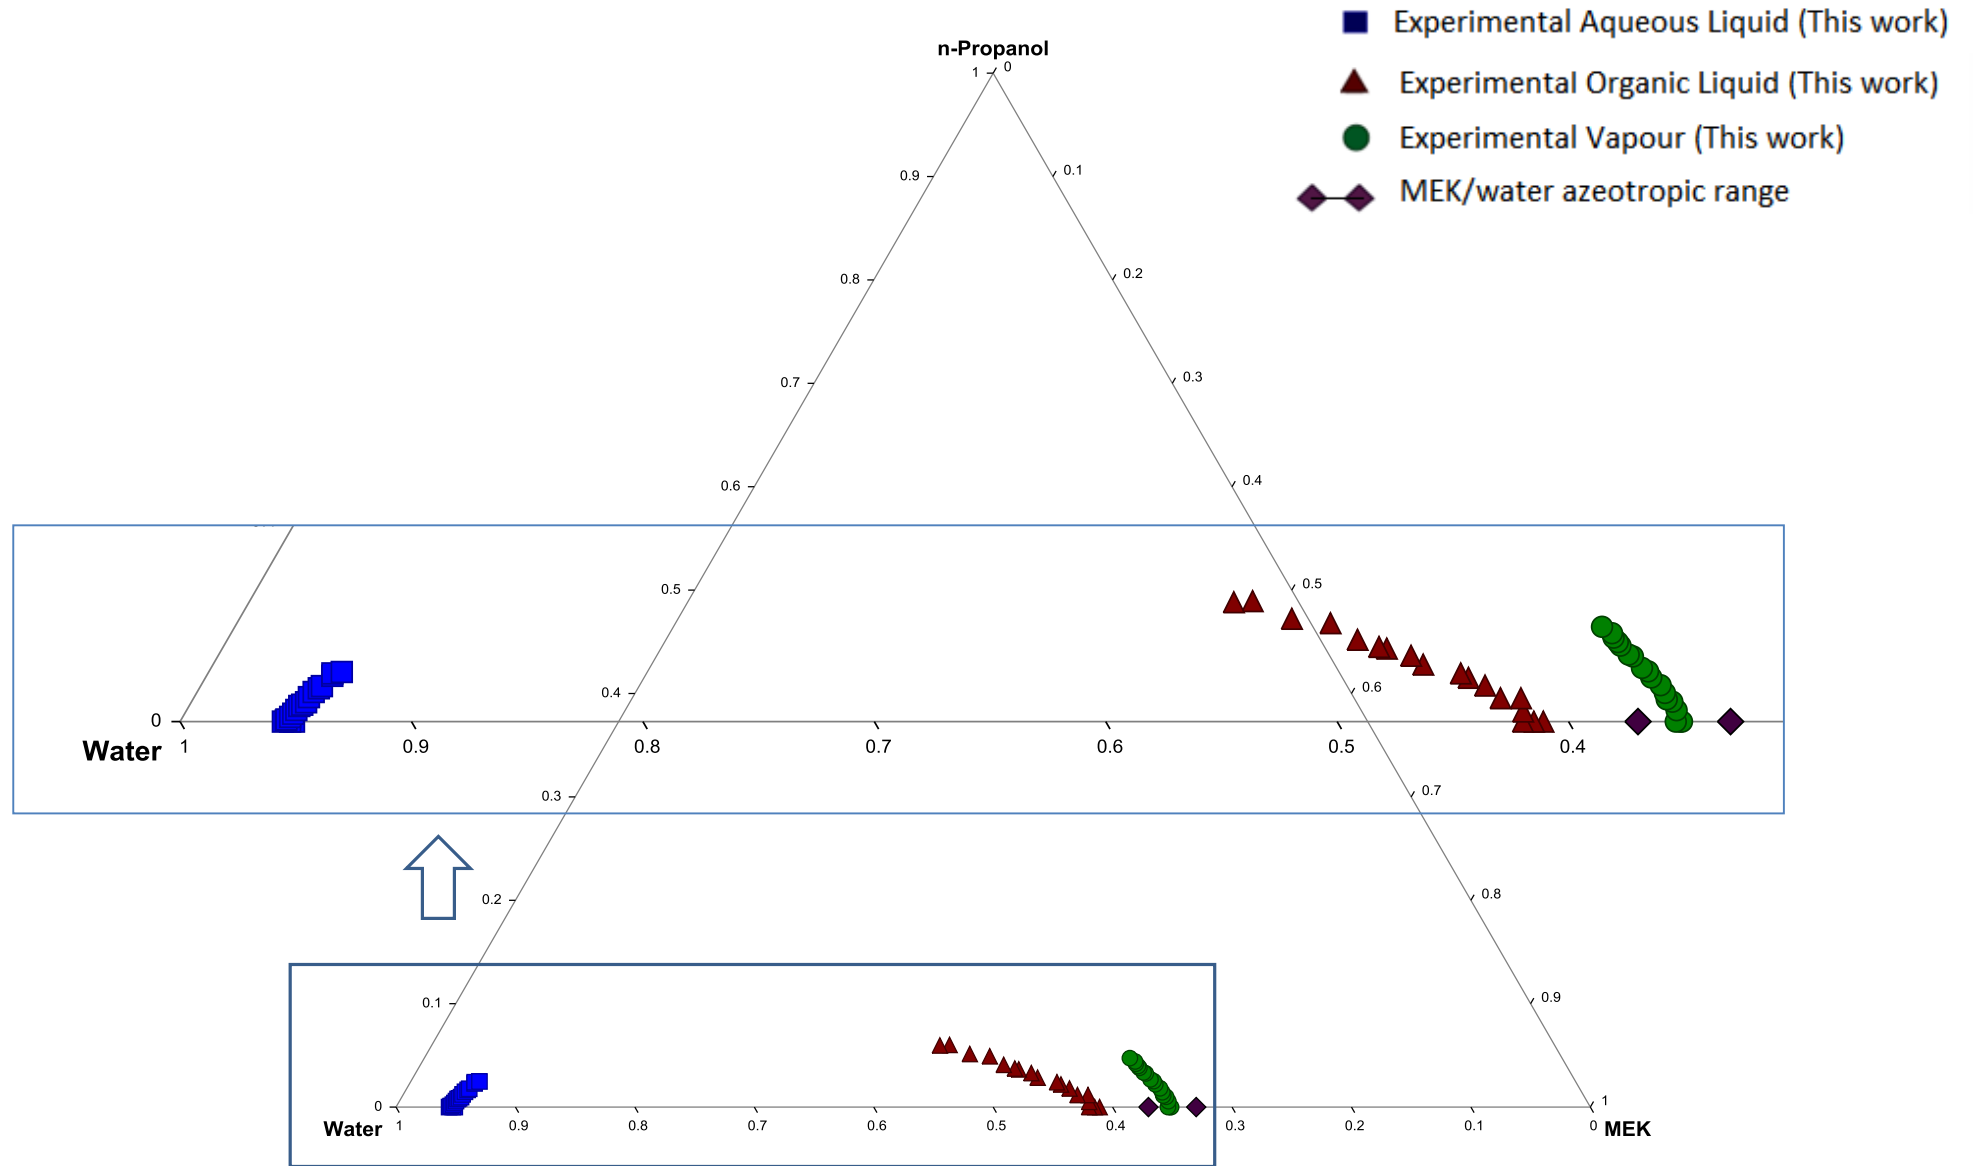 Experimental Aqueous Liquid (This work)
Experimental Organic Liquid (This work)
Experimental Vapour (This work)
MEK/water azeotropic range
n-Propanol
1 0
0.9 0.1
0.8 0.2
0.7 0.3
0.6 0.4
0.5 0.5
0.4 0.6
0
Water 1 0.9 0.8 0.7 0.6 0.5 0.4
0.3 0.7
0.2 0.8
0.1 0.9
0 1
Water 1 0.9 0.8 0.7 0.6 0.5 0.4 0.3 0.2 0.1 0 MEK